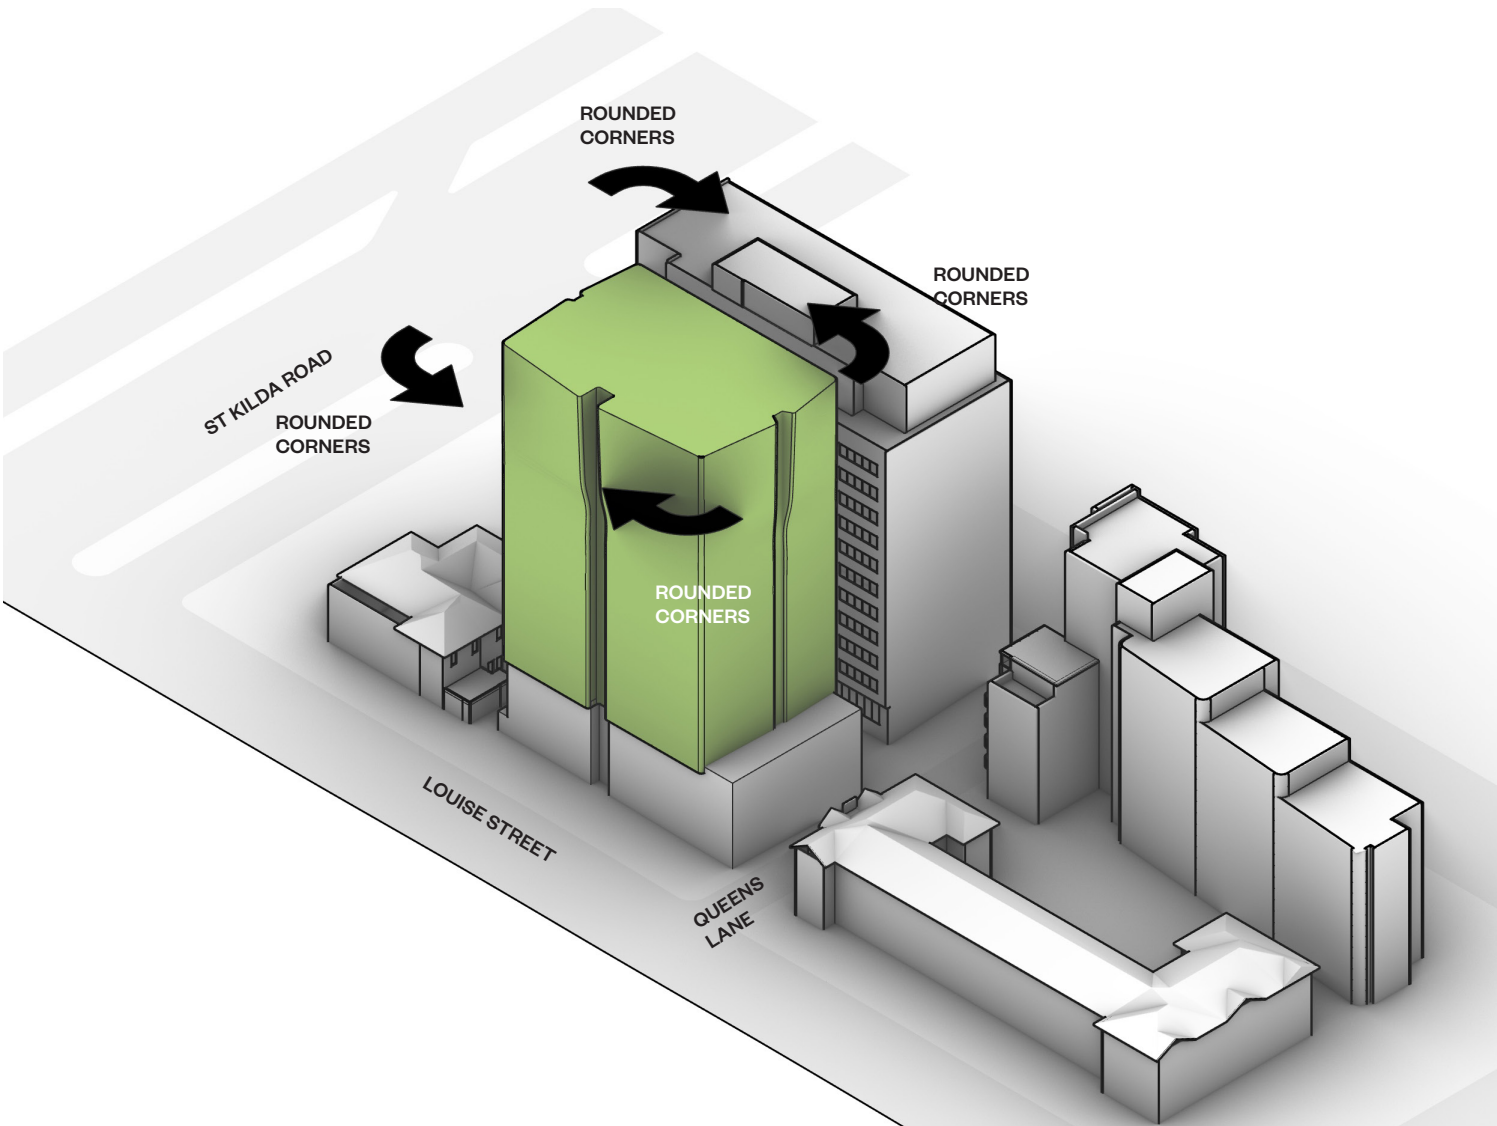 ROUNDED
CORNERS
ROUNDED
CORNERS
ST KILDA ROAD
ROUNDED
CORNERS
ROUNDED
CORNERS
LOUISE STREET
QUEENS
LANE